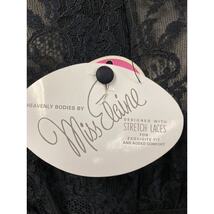 HEAVENLY BODIES BY
Miss Elaine
DESIGNED WITH
STRETCH LACES
FOR
EXQUISITE FIT
AND ADDED COMFORT